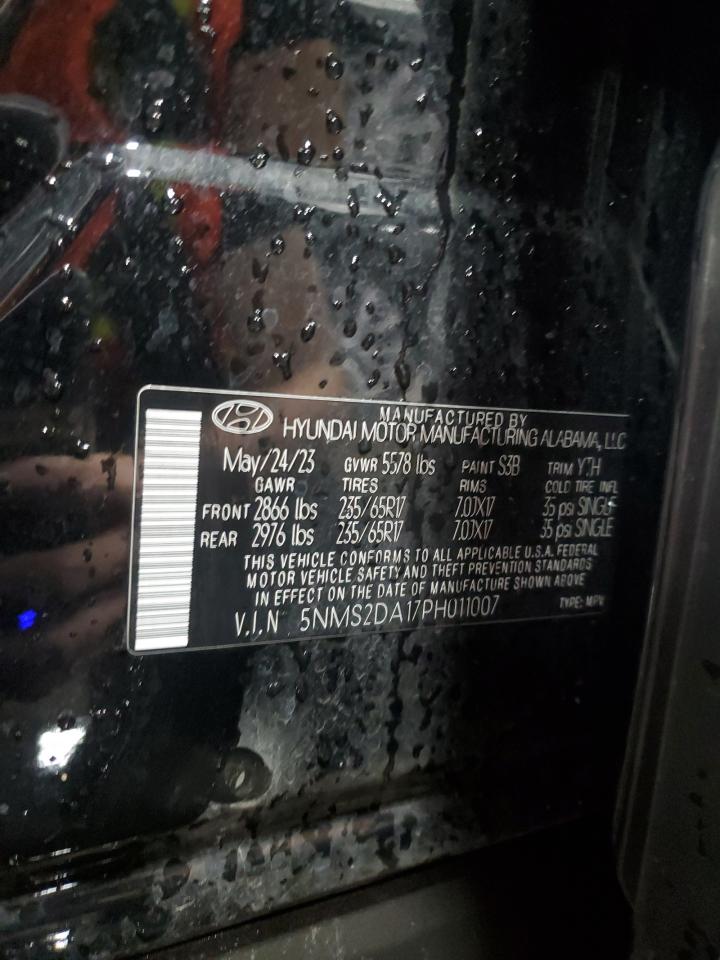 MANUFACTURED BY
HYUNDAI MOTOR MANUFACTURING ALABAMA, LLC
May/24/23 GVWR 5578 lbs PAINT S3B TRIM
GAWR TIRES RIMS COLD TIRE INFL
FRONT 2866 lbs 235/65R17 7.0JX17 35 psi SINGLE
REAR 2976 lbs 235/65R17 7.0JX17 35 psi SINGLE
THIS VEHICLE CONFORMS TO ALL APPLICABLE U.S.A. FEDERAL
MOTOR VEHICLE SAFETY AND THEFT PREVENTION STANDARDS
IN EFFECT ON THE DATE OF MANUFACTURE SHOWN ABOVE
V.I.N 5NMS2DA17PH011007 TYPE: MPV